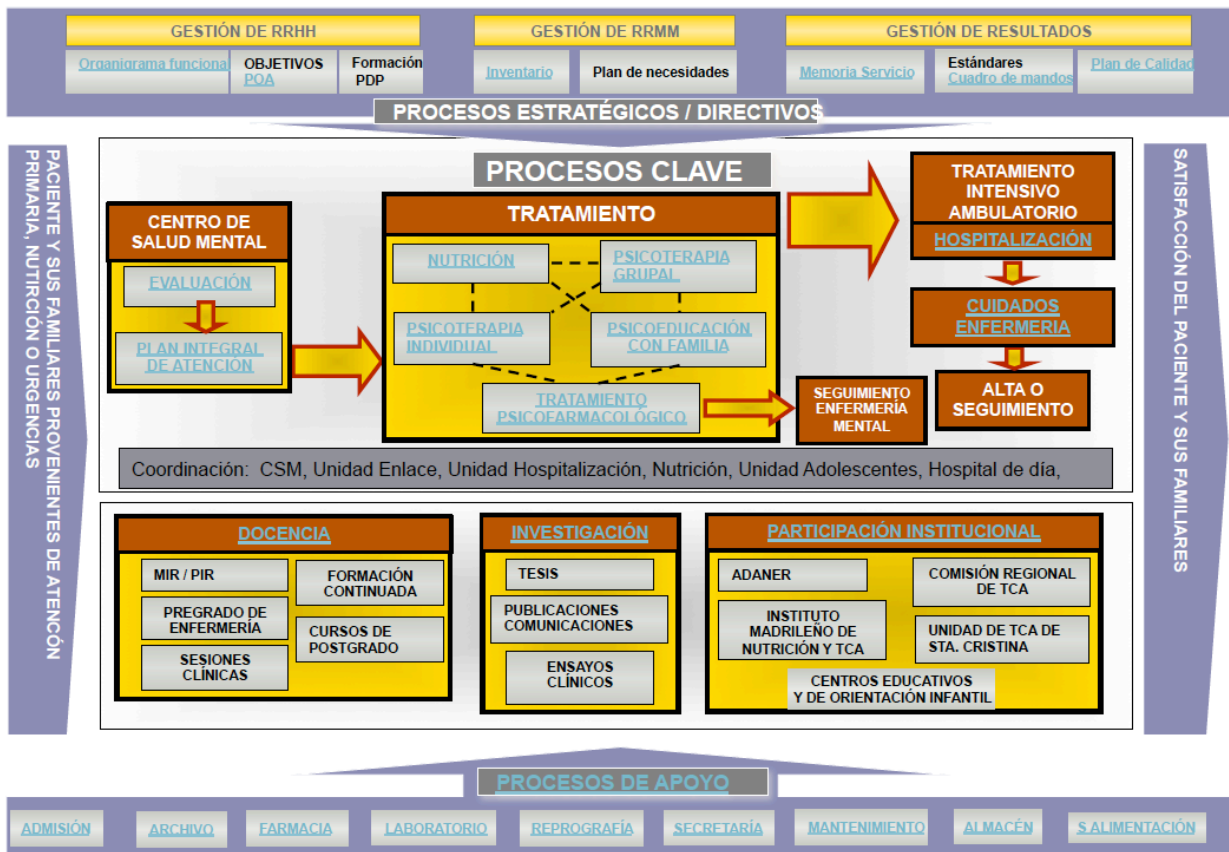 GESTIÓN DE RRHH
GESTIÓN DE RRMM
GESTIÓN DE RESULTADOS
Organigrama funcional
OBJETIVOS
POA
Formación
PDP
Inventario
Plan de necesidades
Memoria Servicio
Estándares
Cuadro de mandos
Plan de Calidad
PROCESOS ESTRATÉGICOS / DIRECTIVOS
PACIENTE Y SUS FAMILIARES PROVENIENTES DE ATENCÓN
PRIMARIA, NUTIRCIÓN O URGENCIAS
PROCESOS CLAVE
CENTRO DE
SALUD MENTAL
EVALUACIÓN
PLAN INTEGRAL
DE ATENCIÓN
TRATAMIENTO
NUTRICIÓN
PSICOTERAPIA
GRUPAL
PSICOTERAPIA
INDIVIDUAL
PSICOEDUCACIÓN
CON FAMILIA
TRATAMIENTO
PSICOFARMACOLÓGICO
SEGUIMIENTO
ENFERMERÍA
MENTAL
TRATAMIENTO
INTENSIVO
AMBULATORIO
HOSPITALIZACIÓN
CUIDADOS
ENFERMERIA
ALTA O
SEGUIMIENTO
Coordinación: CSM, Unidad Enlace, Unidad Hospitalización, Nutrición, Unidad Adolescentes, Hospital de día,
SATISFACCIÓN DEL PACIENTE Y SUS FAMILIARES
DOCENCIA
MIR / PIR
PREGRADO DE
ENFERMERÍA
SESIONES
CLÍNICAS
FORMACIÓN
CONTINUADA
CURSOS DE
POSTGRADO
INVESTIGACIÓN
TESIS
PUBLICACIONES
COMUNICACIONES
ENSAYOS
CLÍNICOS
PARTICIPACIÓN INSTITUCIONAL
ADANER
INSTITUTO
MADRILEÑO DE
NUTRICIÓN Y TCA
COMISIÓN REGIONAL
DE TCA
UNIDAD DE TCA DE
STA. CRISTINA
CENTROS EDUCATIVOS
Y DE ORIENTACIÓN INFANTIL
PROCESOS DE APOYO
ADMISIÓN
ARCHIVO
FARMACIA
LABORATORIO
REPROGRAFÍA
SECRETARÍA
MANTENIMIENTO
ALMACÉN
S ALIMENTACIÓN